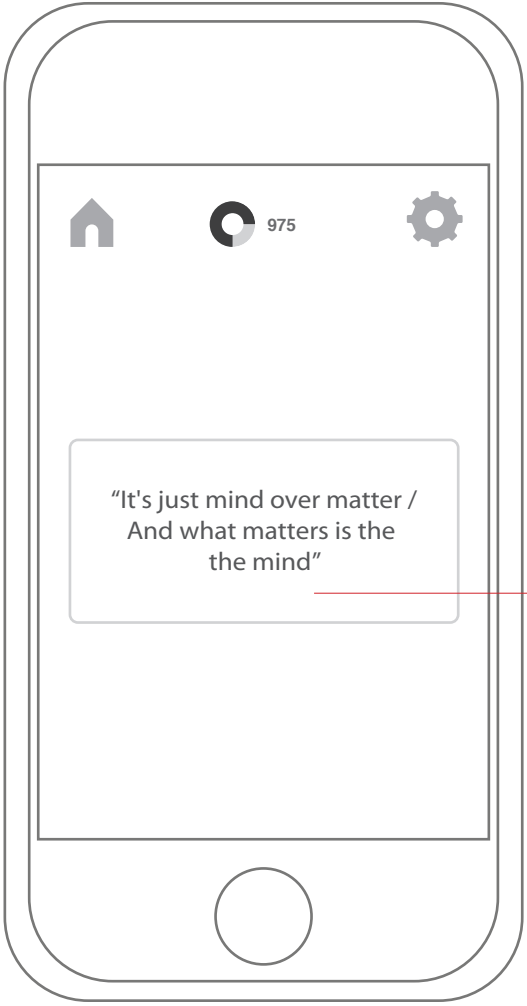 975
“It's just mind over matter /
And what matters is the
the mind”